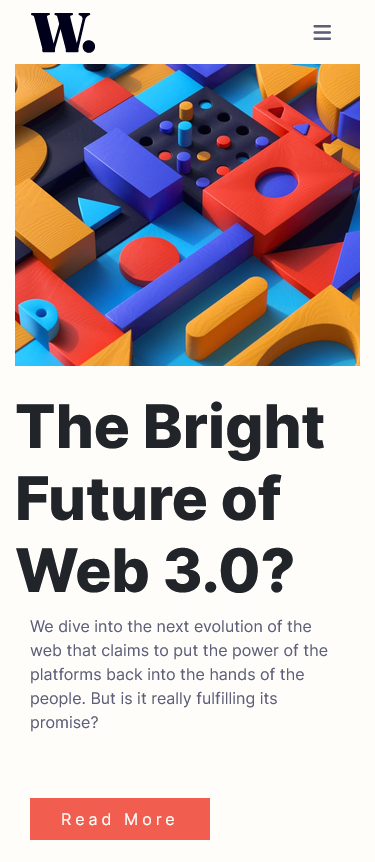 W.
The Bright
Future of
Web 3.0?
We dive into the next evolution of the
web that claims to put the power of the
platforms back into the hands of the
people. But is it really fulfilling its
promise?
Read More